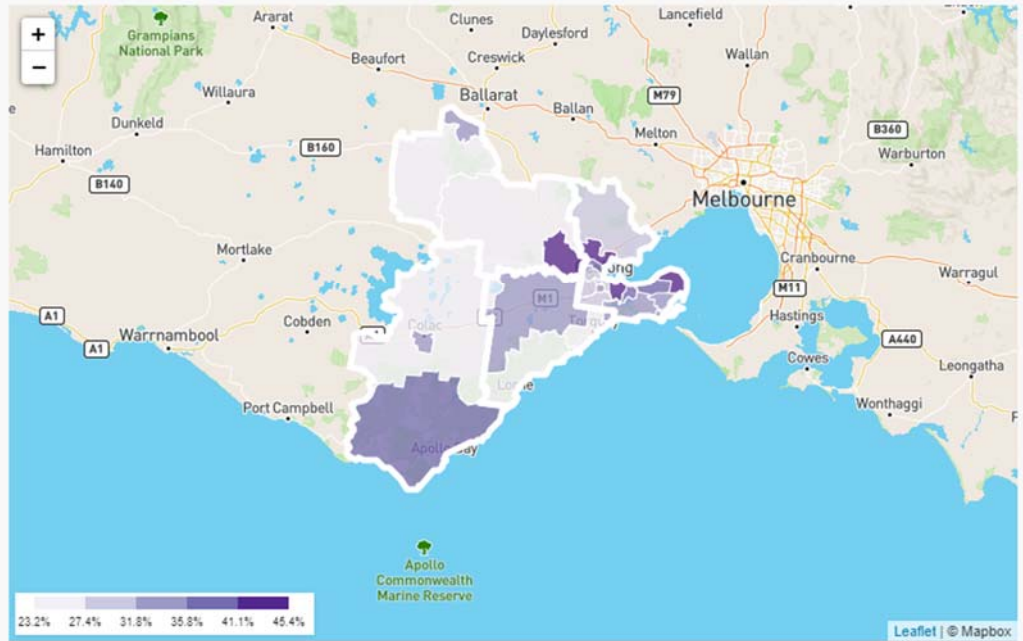 +
−
Grampians
National Park
Ararat
Clunes
Lancefield
Daylesford
Beaufort
Creswick
Wallan
Willaura
Ballarat
Ballan
M79
Dunkeld
Melton
B360
Hamilton
B160
Warburton
B140
Melbourne
Mortlake
Cranbourne
Warragul
M1
M11
A1
Hastings
Warrnambool
Cobden
Colac
A1
A440
Cowes
Leongatha
Port Campbell
Wonthaggi
Apollo Bay
Apollo
Commonwealth
Marine Reserve
23.2% 27.4% 31.8% 35.8% 41.1% 45.4%
Leaflet | © Mapbox